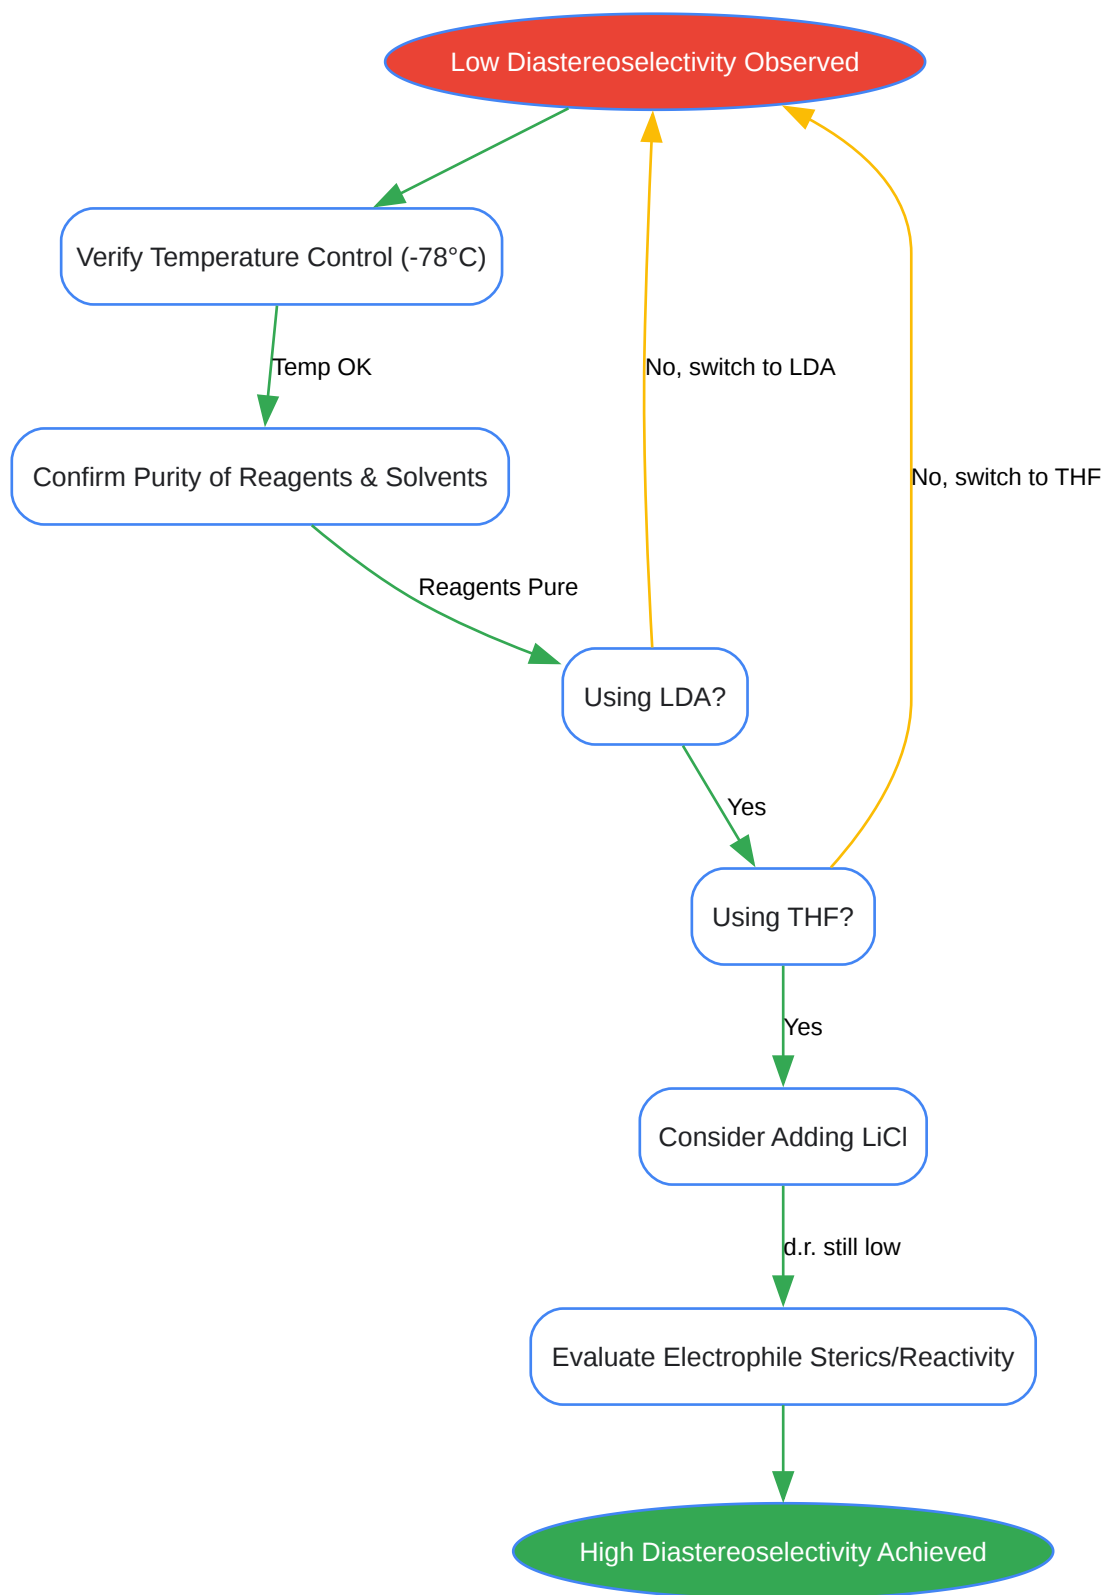 Low Diastereoselectivity Observed
Verify Temperature Control (-78°C)
Temp OK
No, switch to LDA
Confirm Purity of Reagents & Solvents
No, switch to THF
Reagents Pure
Using LDA?
Yes
Using THF?
Yes
Consider Adding LiCl
d.r. still low
Evaluate Electrophile Sterics/Reactivity
High Diastereoselectivity Achieved